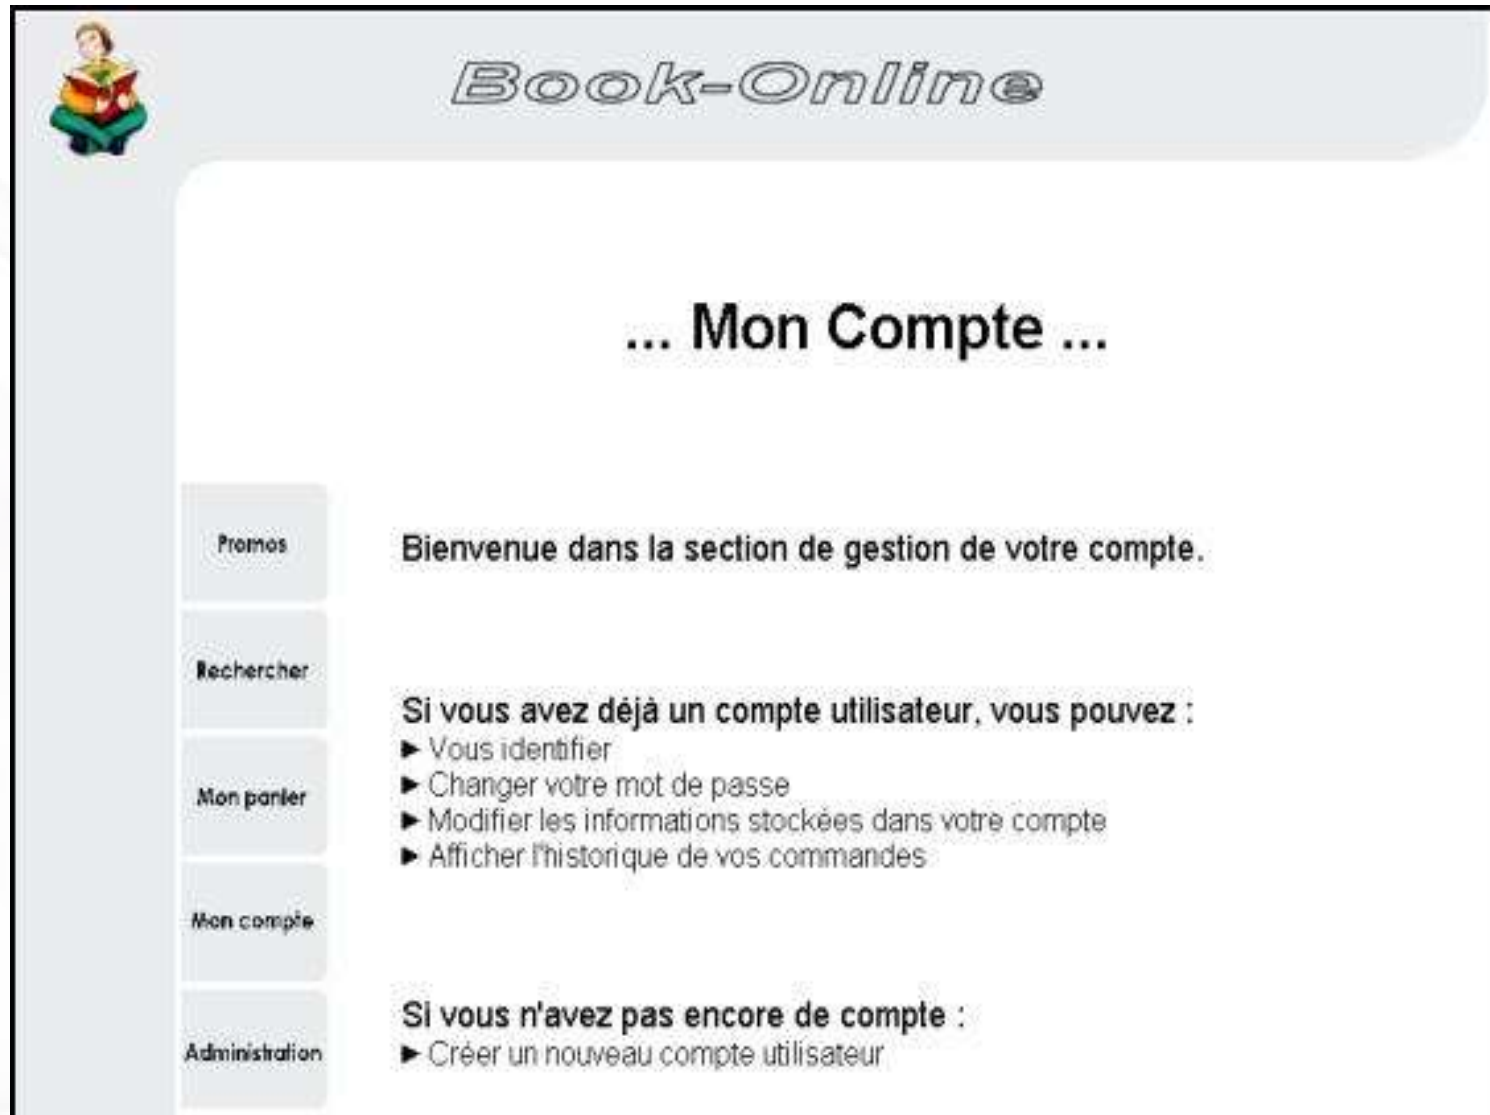 Book-Online
... Mon Compte ...
Promos
Bienvenue dans la section de gestion de votre compte.
Rechercher
Si vous avez déjà un compte utilisateur, vous pouvez :
► Vous identifier
► Changer votre mot de passe
Mon panier
► Modifier les informations stockées dans votre compte
► Afficher l'historique de vos commandes
Mon compte
Si vous n'avez pas encore de compte :
► Créer un nouveau compte utilisateur
Administration